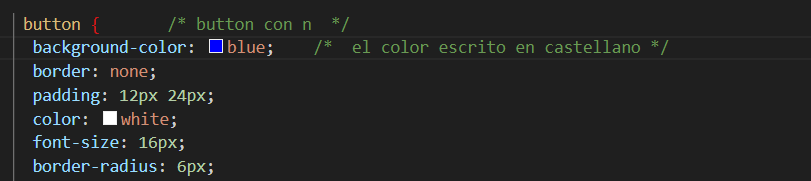 button {       /* button con n  */
background-color: blue;    /*  el color escrito en castellano */
border: none;
padding: 12px 24px;
color: white;
font-size: 16px;
border-radius: 6px;